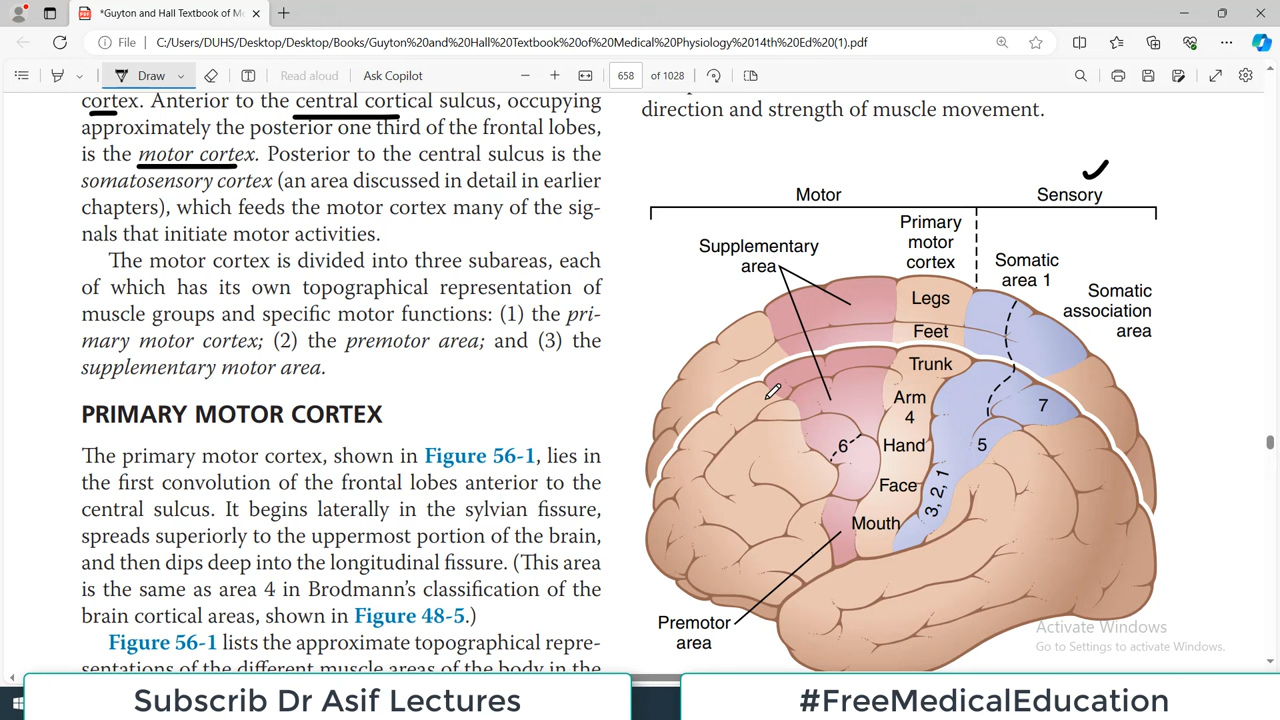 *Guyton and Hall Textbook of Me
File
C:/Users/DUHS/Desktop/Desktop/Books/Guyton%20and%20Hall%20Textbook%20of%20Medical%20Physiology%2014th%20Ed%20(1).pdf
Draw
Read aloud
Ask Copilot
658
of 1028
cortex. Anterior to the central cortical sulcus, occupying
approximately the posterior one third of the frontal lobes,
is the motor cortex. Posterior to the central sulcus is the
somatosensory cortex (an area discussed in detail in earlier
chapters), which feeds the motor cortex many of the sig-
nals that initiate motor activities.
The motor cortex is divided into three subareas, each
of which has its own topographical representation of
muscle groups and specific motor functions: (1) the pri-
mary motor cortex; (2) the premotor area; and (3) the
supplementary motor area.
PRIMARY MOTOR CORTEX
The primary motor cortex, shown in Figure 56-1, lies in
the first convolution of the frontal lobes anterior to the
central sulcus. It begins laterally in the sylvian fissure,
spreads superiorly to the uppermost portion of the brain,
and then dips deep into the longitudinal fissure. (This area
is the same as area 4 in Brodmann's classification of the
brain cortical areas, shown in Figure 48-5.)
Figure 56-1 lists the approximate topographical repre-
sentations of the different muscle areas of the body in the
direction and strength of muscle movement.
Motor
Sensory
Supplementary
area
Primary
motor
cortex
Somatic
area 1
Somatic
association
area
Legs
Feet
Trunk
Arm
4
Hand
Face
Mouth
6
3, 2, 1
5
7
Premotor
area
Activate Windows
Go to Settings to activate Windows.
Subscrib Dr Asif Lectures
#FreeMedicalEducation